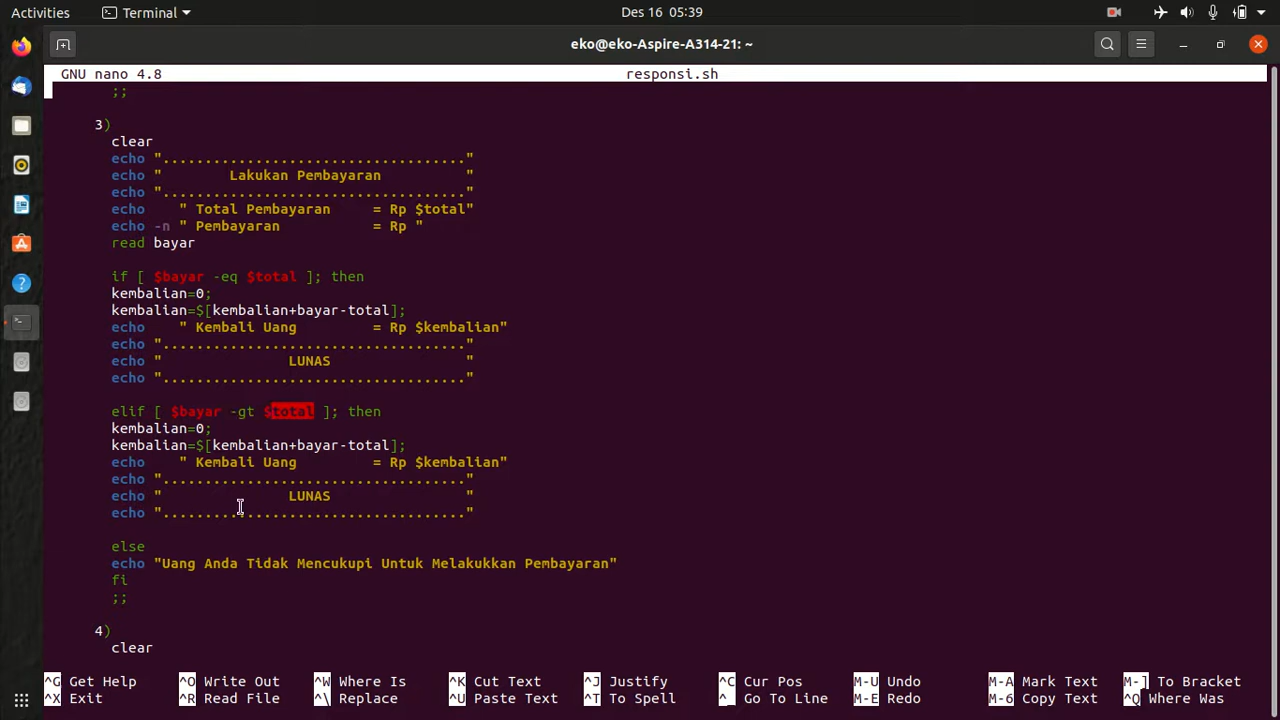 Activities Terminal Des 16 05:39
eko@eko-Aspire-A314-21: ~
GNU nano 4.8 responsi.sh
;;
3)
clear
echo "...................................."
echo "        Lakukan Pembayaran          "
echo "...................................."
echo    " Total Pembayaran     = Rp $total"
echo -n " Pembayaran           = Rp "
read bayar
if [ $bayar -eq $total ]; then
kembalian=0;
kembalian=$[kembalian+bayar-total];
echo    " Kembali Uang         = Rp $kembalian"
echo "...................................."
echo "               LUNAS                "
echo "...................................."
elif [ $bayar -gt $total ]; then
kembalian=0;
kembalian=$[kembalian+bayar-total];
echo    " Kembali Uang         = Rp $kembalian"
echo "...................................."
echo "               LUNAS                "
echo "...................................."
else
echo "Uang Anda Tidak Mencukupi Untuk Melakukkan Pembayaran"
fi
;;
4)
clear
^G Get Help ^O Write Out ^W Where Is ^K Cut Text ^J Justify ^C Cur Pos M-U Undo M-A Mark Text M-] To Bracket
^X Exit ^R Read File ^\ Replace ^U Paste Text ^T To Spell ^_ Go To Line M-E Redo M-6 Copy Text ^Q Where Was